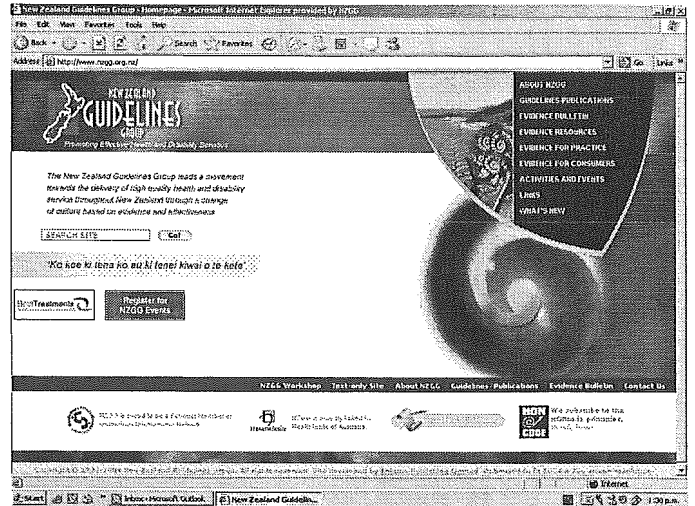 New Zealand Guidelines Group - Homepage - Microsoft Internet Explorer provided by NZGG
File Edit View Favorites Tools Help
Back Search Favorites
Address http://www.nzgg.org.nz/ Go Links
NEW ZEALAND
GUIDELINES
GROUP
Promoting Effective Health and Disability Services
ABOUT NZGG
GUIDELINES PUBLICATIONS
EVIDENCE BULLETIN
EVIDENCE RESOURCES
EVIDENCE FOR PRACTICE
EVIDENCE FOR CONSUMERS
ACTIVITIES AND EVENTS
LINKS
WHAT'S NEW
The New Zealand Guidelines Group leads a movement
towards the delivery of high quality health and disability
service throughout New Zealand through a change
of culture based on evidence and effectiveness
SEARCH SITE Go!
'Ko koe ki tena ko au ki tenei kiwai o te kete'
Treatments
Register for
NZGG Events
NZGG Workshop Text-only Site About NZGG Guidelines Publications Evidence Bulletin Contact Us
HealthInsite
HON
@
CODE
We subscribe to the
Internet
Start Inbox - Microsoft Outlook New Zealand Guidelin... 1:30 p.m.